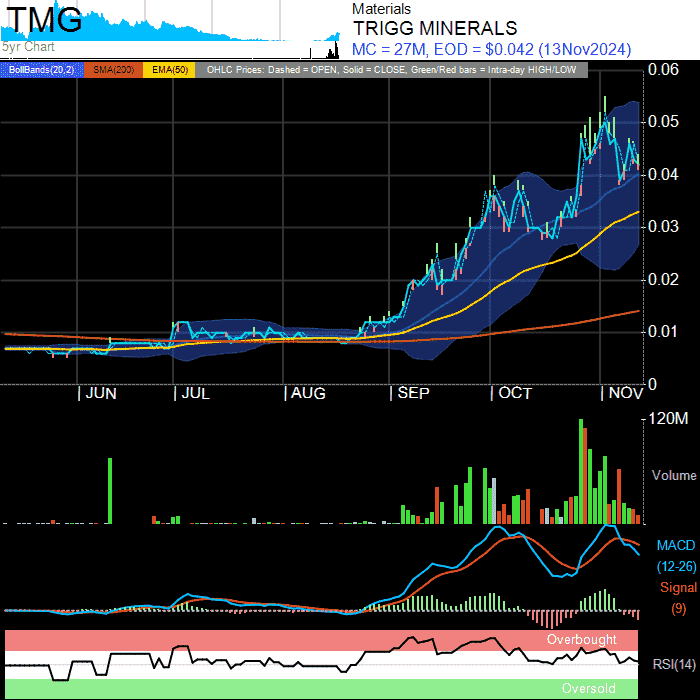 TMG
5yr Chart
Materials
TRIGG MINERALS
MC = 27M, EOD = $0.042 (13Nov2024)
BollBands(20,2) SMA(200) EMA(50) OHLC Prices: Dashed = OPEN, Solid = CLOSE, Green/Red bars = Intra-day HIGH/LOW
0.06
0.05
0.04
0.03
0.02
0.01
0
| JUN | JUL | AUG | SEP | OCT | NOV
120M
Volume
MACD
(12-26)
Signal
(9)
Overbought
RSI(14)
Oversold